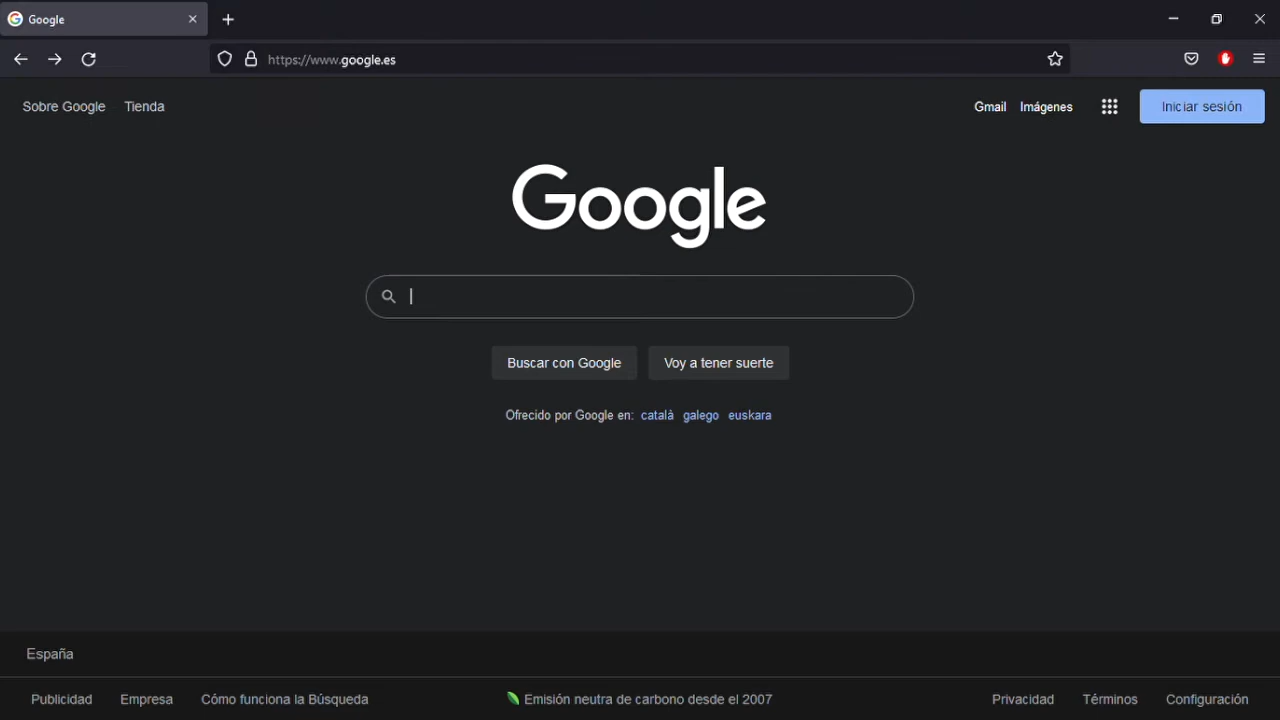 Google
https://www.google.es
Sobre Google Tienda
Gmail Imágenes Iniciar sesión
Google
Buscar con Google Voy a tener suerte
Ofrecido por Google en: català galego euskara
España
Publicidad Empresa Cómo funciona la Búsqueda Emisión neutra de carbono desde el 2007 Privacidad Términos Configuración